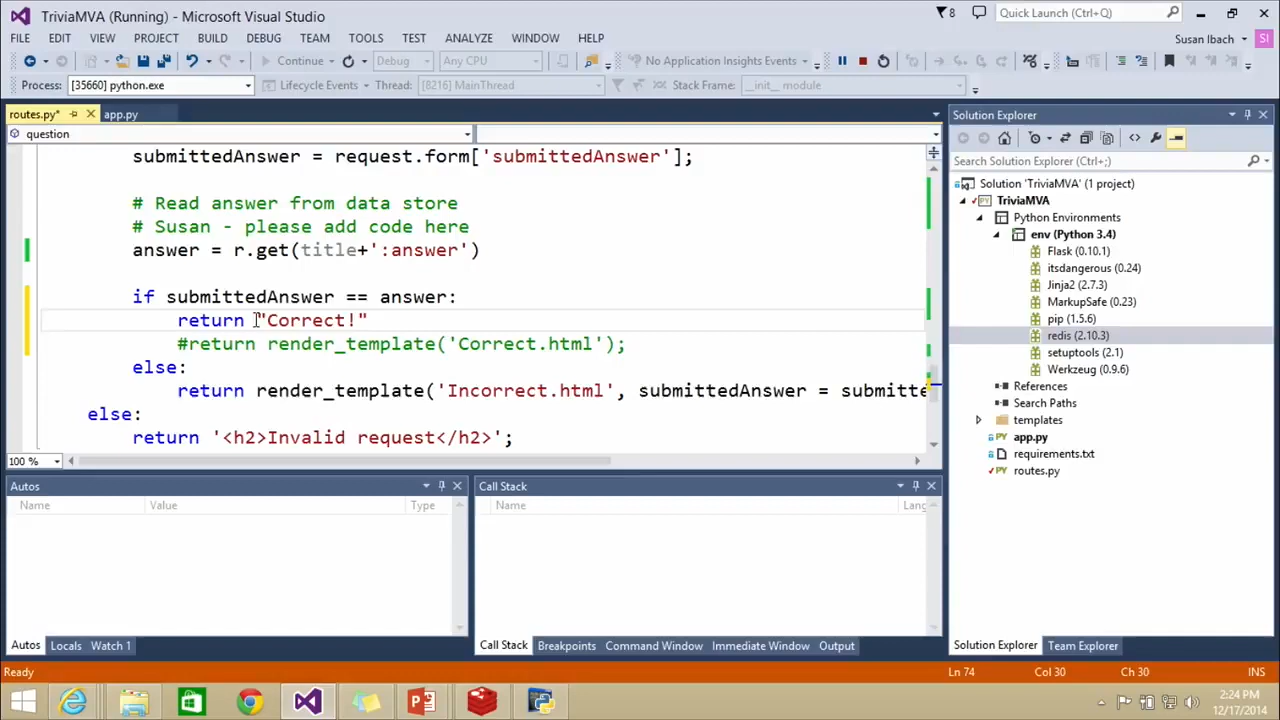 TriviaMVA (Running) - Microsoft Visual Studio
8
Quick Launch (Ctrl+Q)
FILE EDIT VIEW PROJECT BUILD DEBUG TEAM TOOLS TEST ANALYZE WINDOW HELP
Susan Ibach SI
Continue Debug Any CPU No Application Insights Events
Process: [35660] python.exe Lifecycle Events Thread: [8216] MainThread Stack Frame: __init__ module
routes.py* app.py
question
submittedAnswer = request.form['submittedAnswer'];
# Read answer from data store
# Susan - please add code here
answer = r.get(title+':answer')
if submittedAnswer == answer:
return "Correct!"
#return render_template('Correct.html');
else:
return render_template('Incorrect.html', submittedAnswer = submitte
else:
return '<h2>Invalid request</h2>';
100 %
Solution Explorer
Search Solution Explorer (Ctrl+;)
Solution 'TriviaMVA' (1 project)
TriviaMVA
Python Environments
env (Python 3.4)
Flask (0.10.1)
itsdangerous (0.24)
Jinja2 (2.7.3)
MarkupSafe (0.23)
pip (1.5.6)
redis (2.10.3)
setuptools (2.1)
Werkzeug (0.9.6)
References
Search Paths
templates
app.py
requirements.txt
routes.py
Solution Explorer Team Explorer
Autos
Name Value Type
Autos Locals Watch 1
Call Stack
Name Lang
Call Stack Breakpoints Command Window Immediate Window Output
Ready Ln 74 Col 30 Ch 30 INS
2:24 PM
12/17/2014